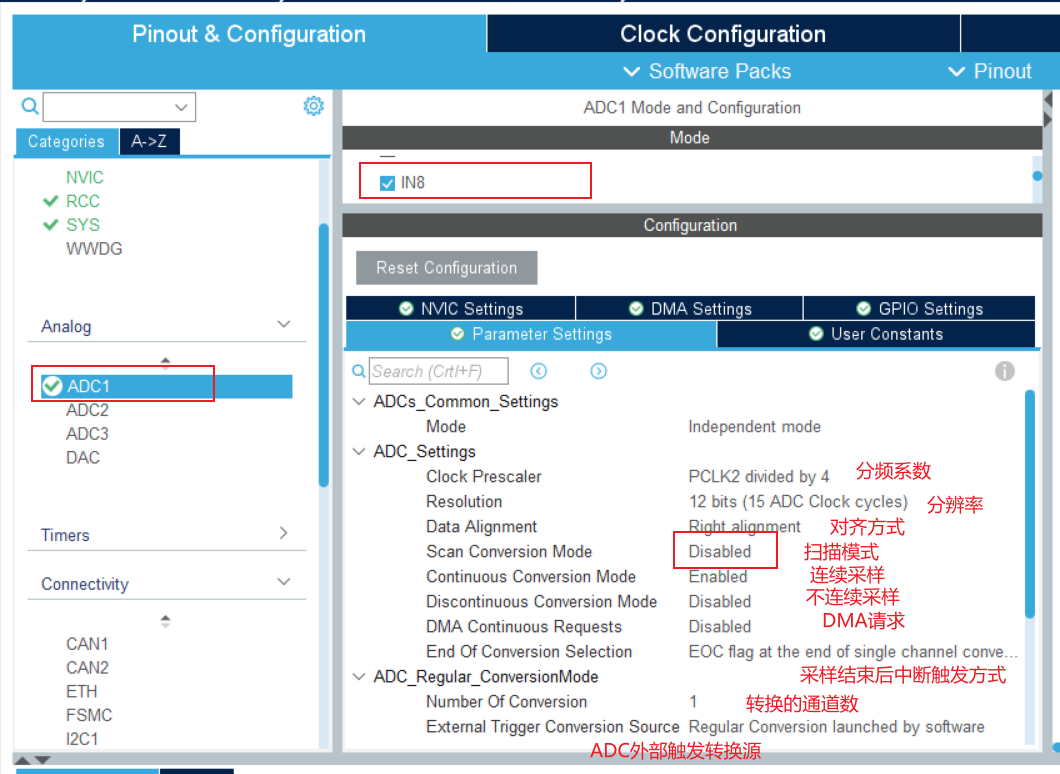 Pinout & Configuration
Clock Configuration
Software Packs
Pinout
Categories
A->Z
NVIC
RCC
SYS
WWDG
Analog
ADC1
ADC2
ADC3
DAC
Timers
Connectivity
CAN1
CAN2
ETH
FSMC
I2C1
ADC1 Mode and Configuration
Mode
IN8
Configuration
Reset Configuration
NVIC Settings
DMA Settings
GPIO Settings
Parameter Settings
User Constants
Search (Crtl+F)
ADCs_Common_Settings
Mode Independent mode
ADC_Settings
Clock Prescaler PCLK2 divided by 4 分频系数
Resolution 12 bits (15 ADC Clock cycles) 分辨率
Data Alignment Right alignment 对齐方式
Scan Conversion Mode Disabled 扫描模式
Continuous Conversion Mode Enabled 连续采样
Discontinuous Conversion Mode Disabled 不连续采样
DMA Continuous Requests Disabled DMA请求
End Of Conversion Selection EOC flag at the end of single channel conve...
ADC_Regular_ConversionMode 采样结束后中断触发方式
Number Of Conversion 1 转换的通道数
External Trigger Conversion Source Regular Conversion launched by software
ADC外部触发转换源